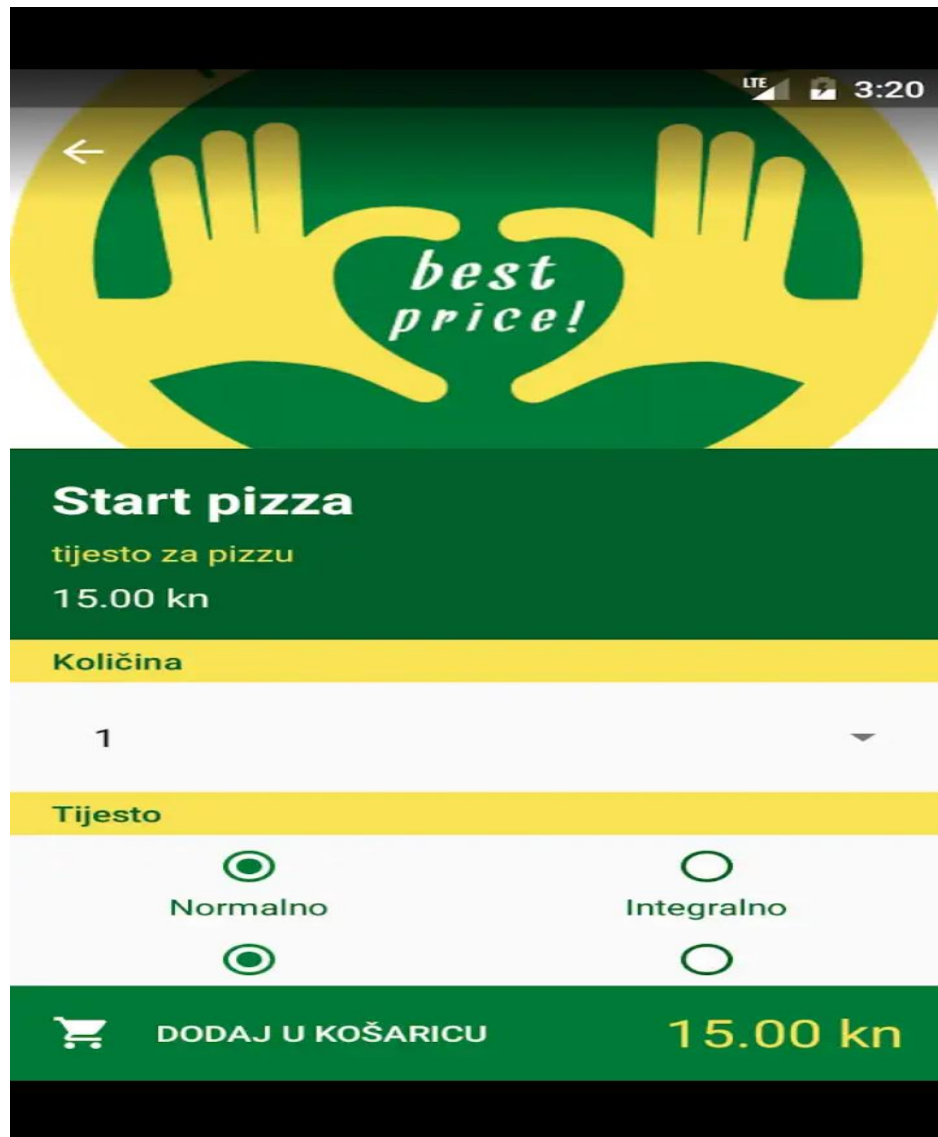 LTE 3:20
best
price!
Start pizza
tijesto za pizzu
15.00 kn
Količina
1
Tijesto
Normalno Integralno
DODAJ U KOŠARICU 15.00 kn